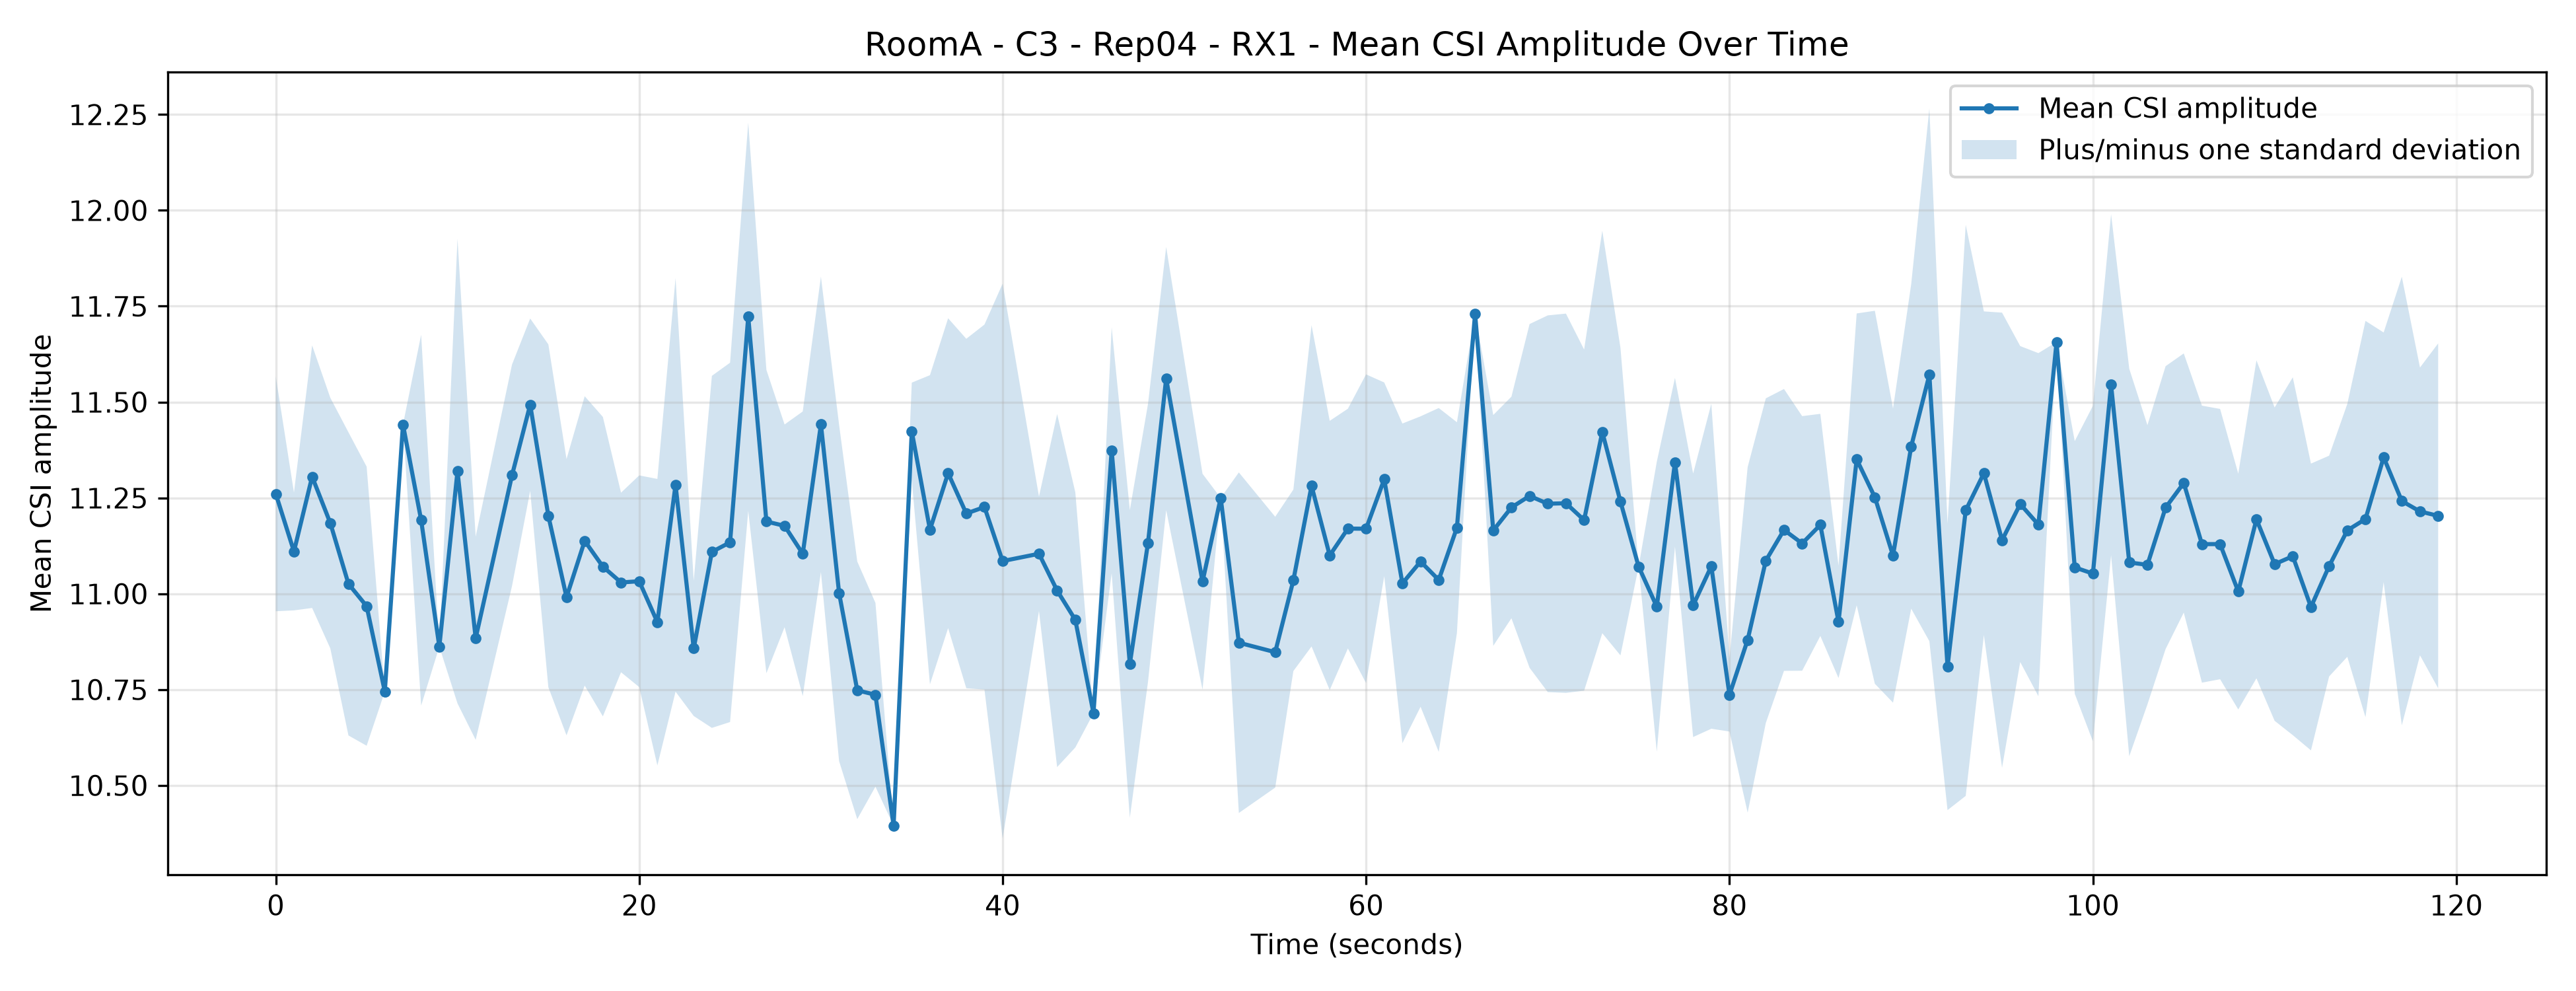 RoomA - C3 - Rep04 - RX1 - Mean CSI Amplitude Over Time
Mean CSI amplitude
Plus/minus one standard deviation
Mean CSI amplitude
12.25
12.00
11.75
11.50
11.25
11.00
10.75
10.50
0 20 40 60 80 100 120
Time (seconds)